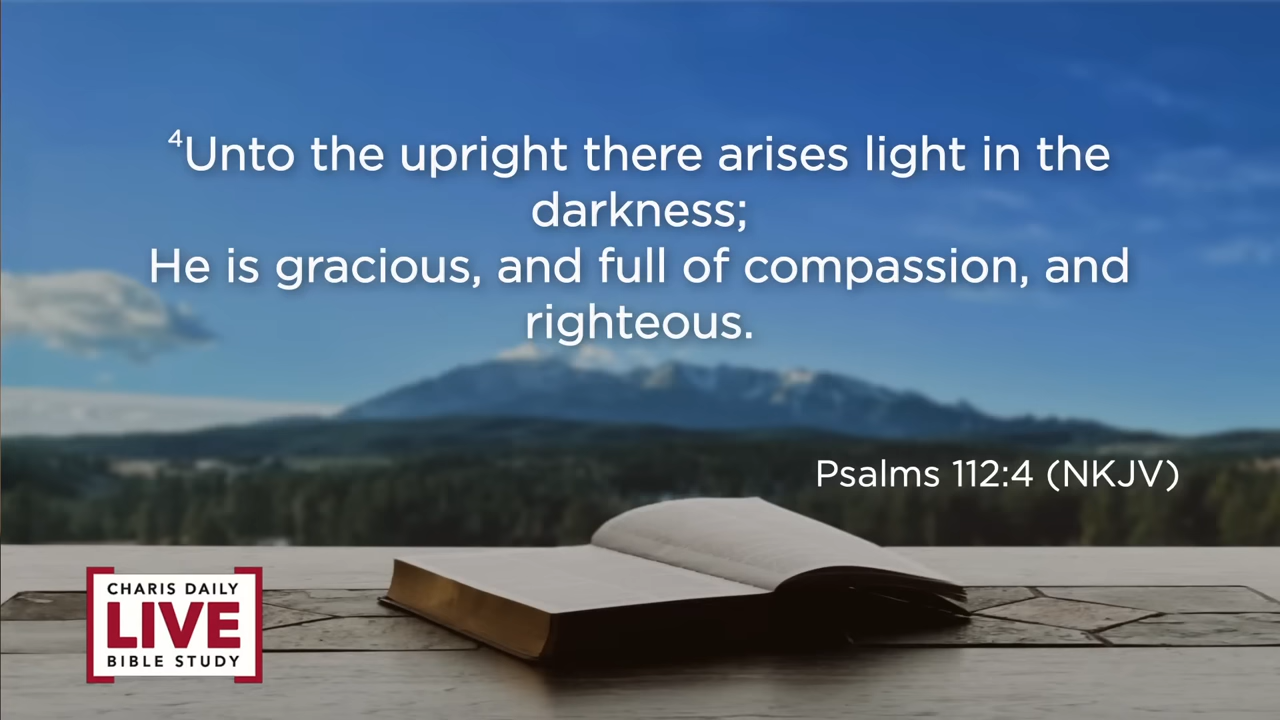 4Unto the upright there arises light in the
darkness;
He is gracious, and full of compassion, and
righteous.
Psalms 112:4 (NKJV)
CHARIS DAILY
LIVE
BIBLE STUDY